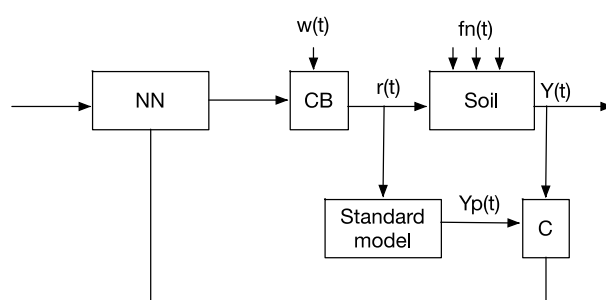 w(t)
fn(t)
NN
CB
r(t)
Soil
Y(t)
Standard
model
Yp(t)
C